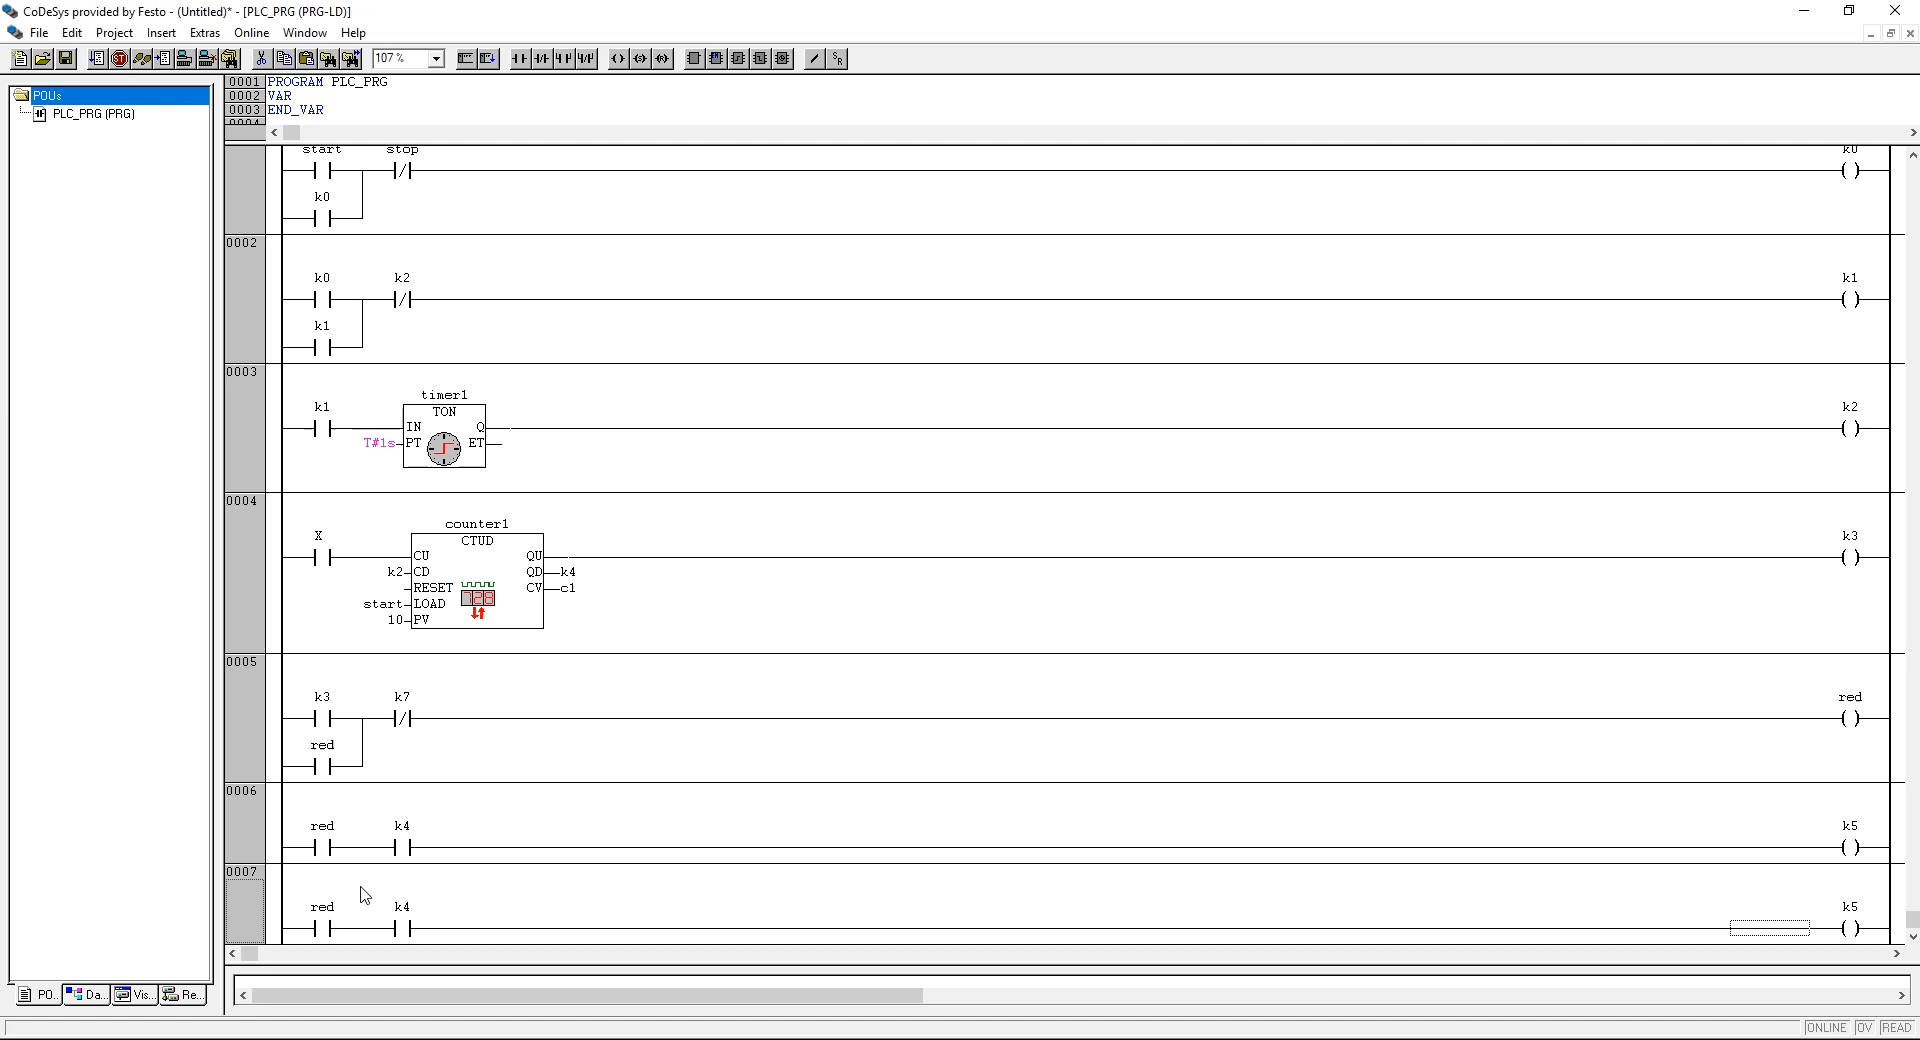 CoDeSys provided by Festo - (Untitled)* - [PLC_PRG (PRG-LD)]
File Edit Project Insert Extras Online Window Help
107 %
POUs
PLC_PRG (PRG)
0001 PROGRAM PLC_PRG
0002 VAR
0003 END_VAR
0004
start stop k0
k0
0002
k0 k2 k1
k1
0003
timer1
k1 TON k2
IN Q
T#1s PT ET
0004
counter1
X CTUD k3
CU QU
k2 CD QD k4
RESET CV c1
start LOAD 728
10 PV
0005
k3 k7 red
red
0006
red k4 k5
0007
red k4 k5
PO... Da... Vis... Re...
ONLINE OV READ